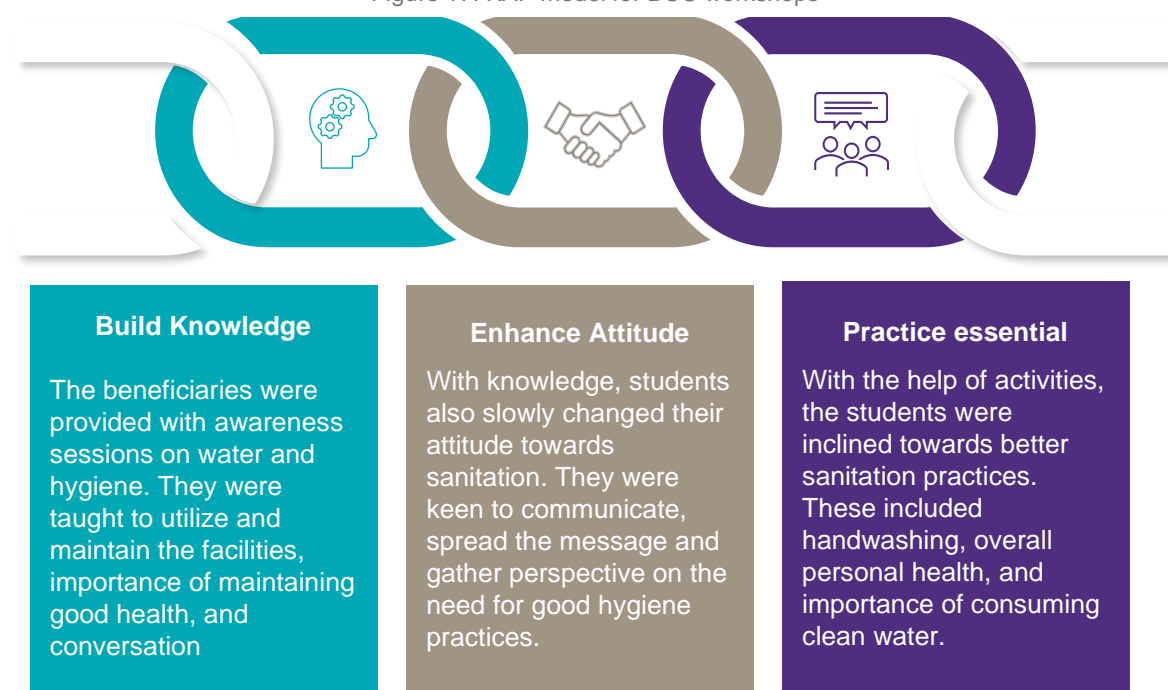 Build Knowledge
The beneficiaries were
provided with awareness
sessions on water and
hygiene. They were
taught to utilize and
maintain the facilities,
importance of maintaining
good health, and
conversation
Enhance Attitude
With knowledge, students
also slowly changed their
attitude towards
sanitation. They were
keen to communicate,
spread the message and
gather perspective on the
need for good hygiene
practices.
Practice essential
With the help of activities,
the students were
inclined towards better
sanitation practices.
These included
handwashing, overall
personal health, and
importance of consuming
clean water.